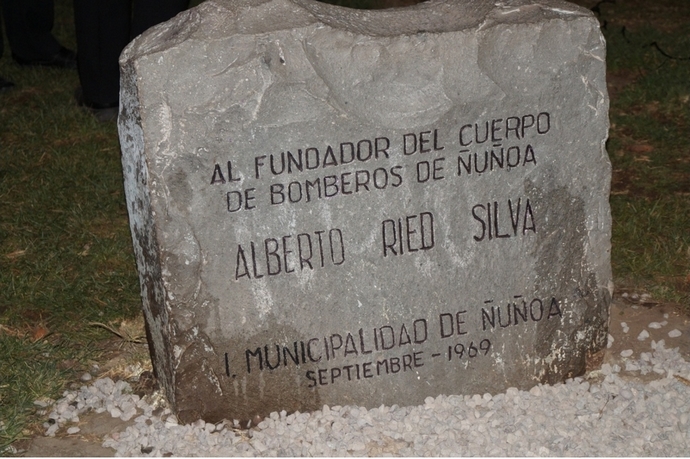 AL FUNDADOR DEL CUERPO
DE BOMBEROS DE ÑUÑOA
ALBERTO RIED SILVA
I. MUNICIPALIDAD DE ÑUÑOA
SEPTIEMBRE - 1969